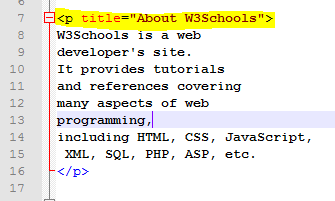 6
7 <p title="About W3Schools">
8 W3Schools is a web
9 developer's site.
10 It provides tutorials
11 and references covering
12 many aspects of web
13 programming,
14 including HTML, CSS, JavaScript,
15 XML, SQL, PHP, ASP, etc.
16 </p>
17